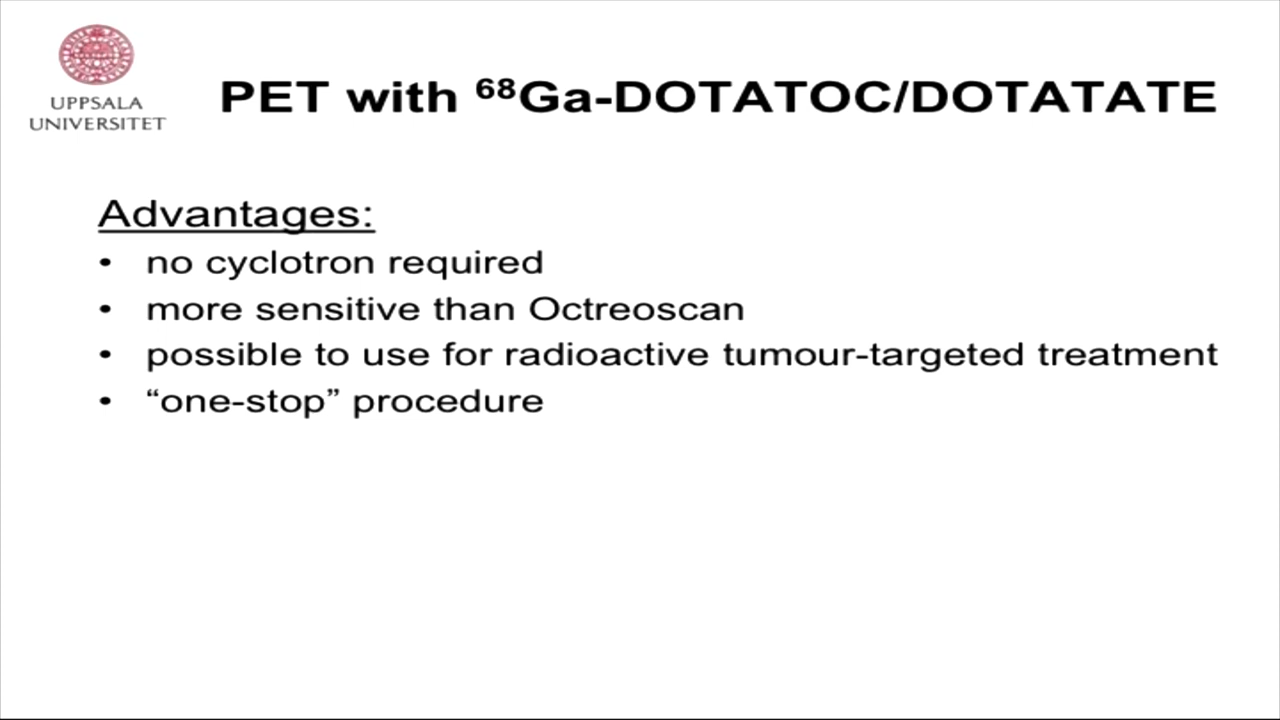 UPPSALA
UNIVERSITET
PET with ⁶⁸Ga-DOTATOC/DOTATATE
Advantages:
• no cyclotron required
• more sensitive than Octreoscan
• possible to use for radioactive tumour-targeted treatment
• “one-stop” procedure